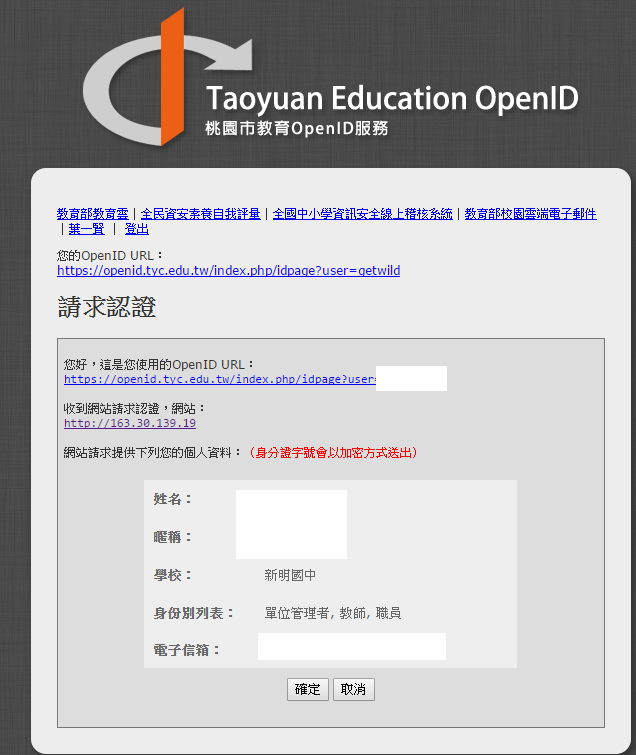 Taoyuan Education OpenID
桃園市教育OpenID服務
教育部教育雲 | 全民資安素養自我評量 | 全國中小學資訊安全線上稽核系統 | 教育部校園雲端電子郵件
| 葉一賢 | 登出
您的OpenID URL：
https://openid.tyc.edu.tw/index.php/idpage?user=getwild
請求認證
您好，這是您使用的OpenID URL：
https://openid.tyc.edu.tw/index.php/idpage?user=
收到網站請求認證，網站：
http://163.30.139.19
網站請求提供下列您的個人資料：（身分證字號會以加密方式送出）
姓名：
暱稱：
學校： 新明國中
身份別列表： 單位管理者, 教師, 職員
電子信箱：
確定 取消